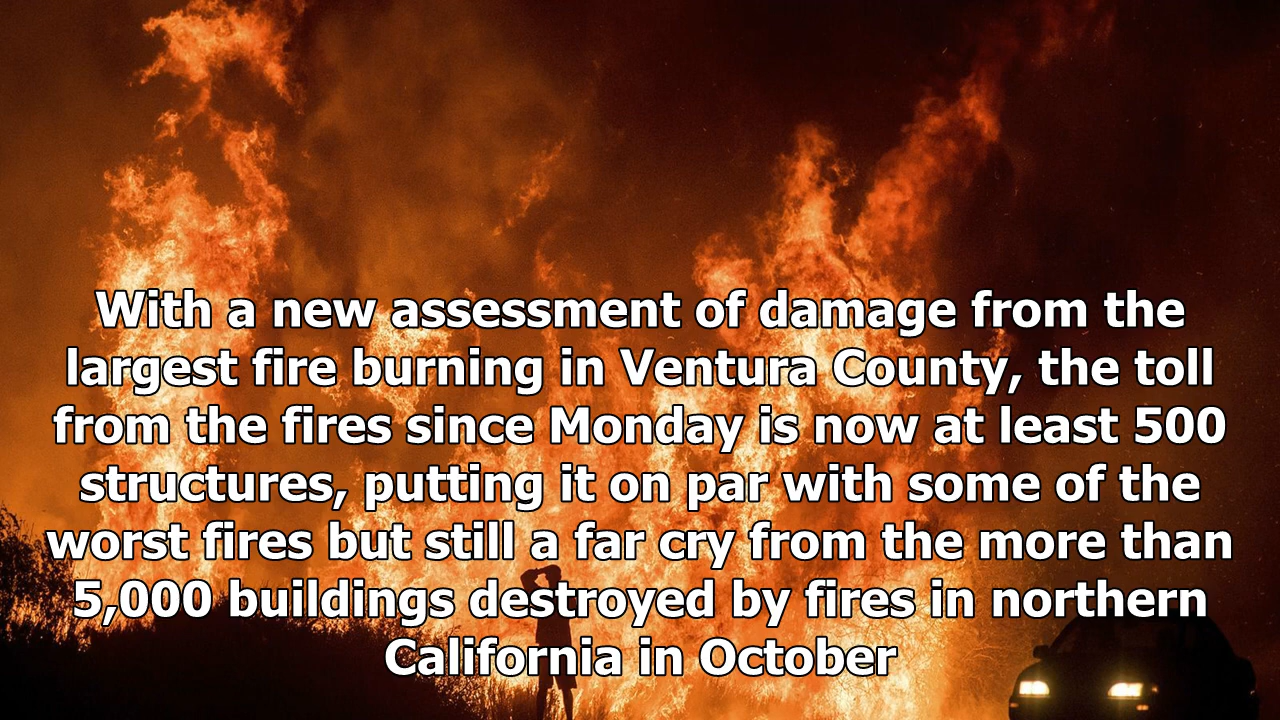 With a new assessment of damage from the
largest fire burning in Ventura County, the toll
from the fires since Monday is now at least 500
structures, putting it on par with some of the
worst fires but still a far cry from the more than
5,000 buildings destroyed by fires in northern
California in October